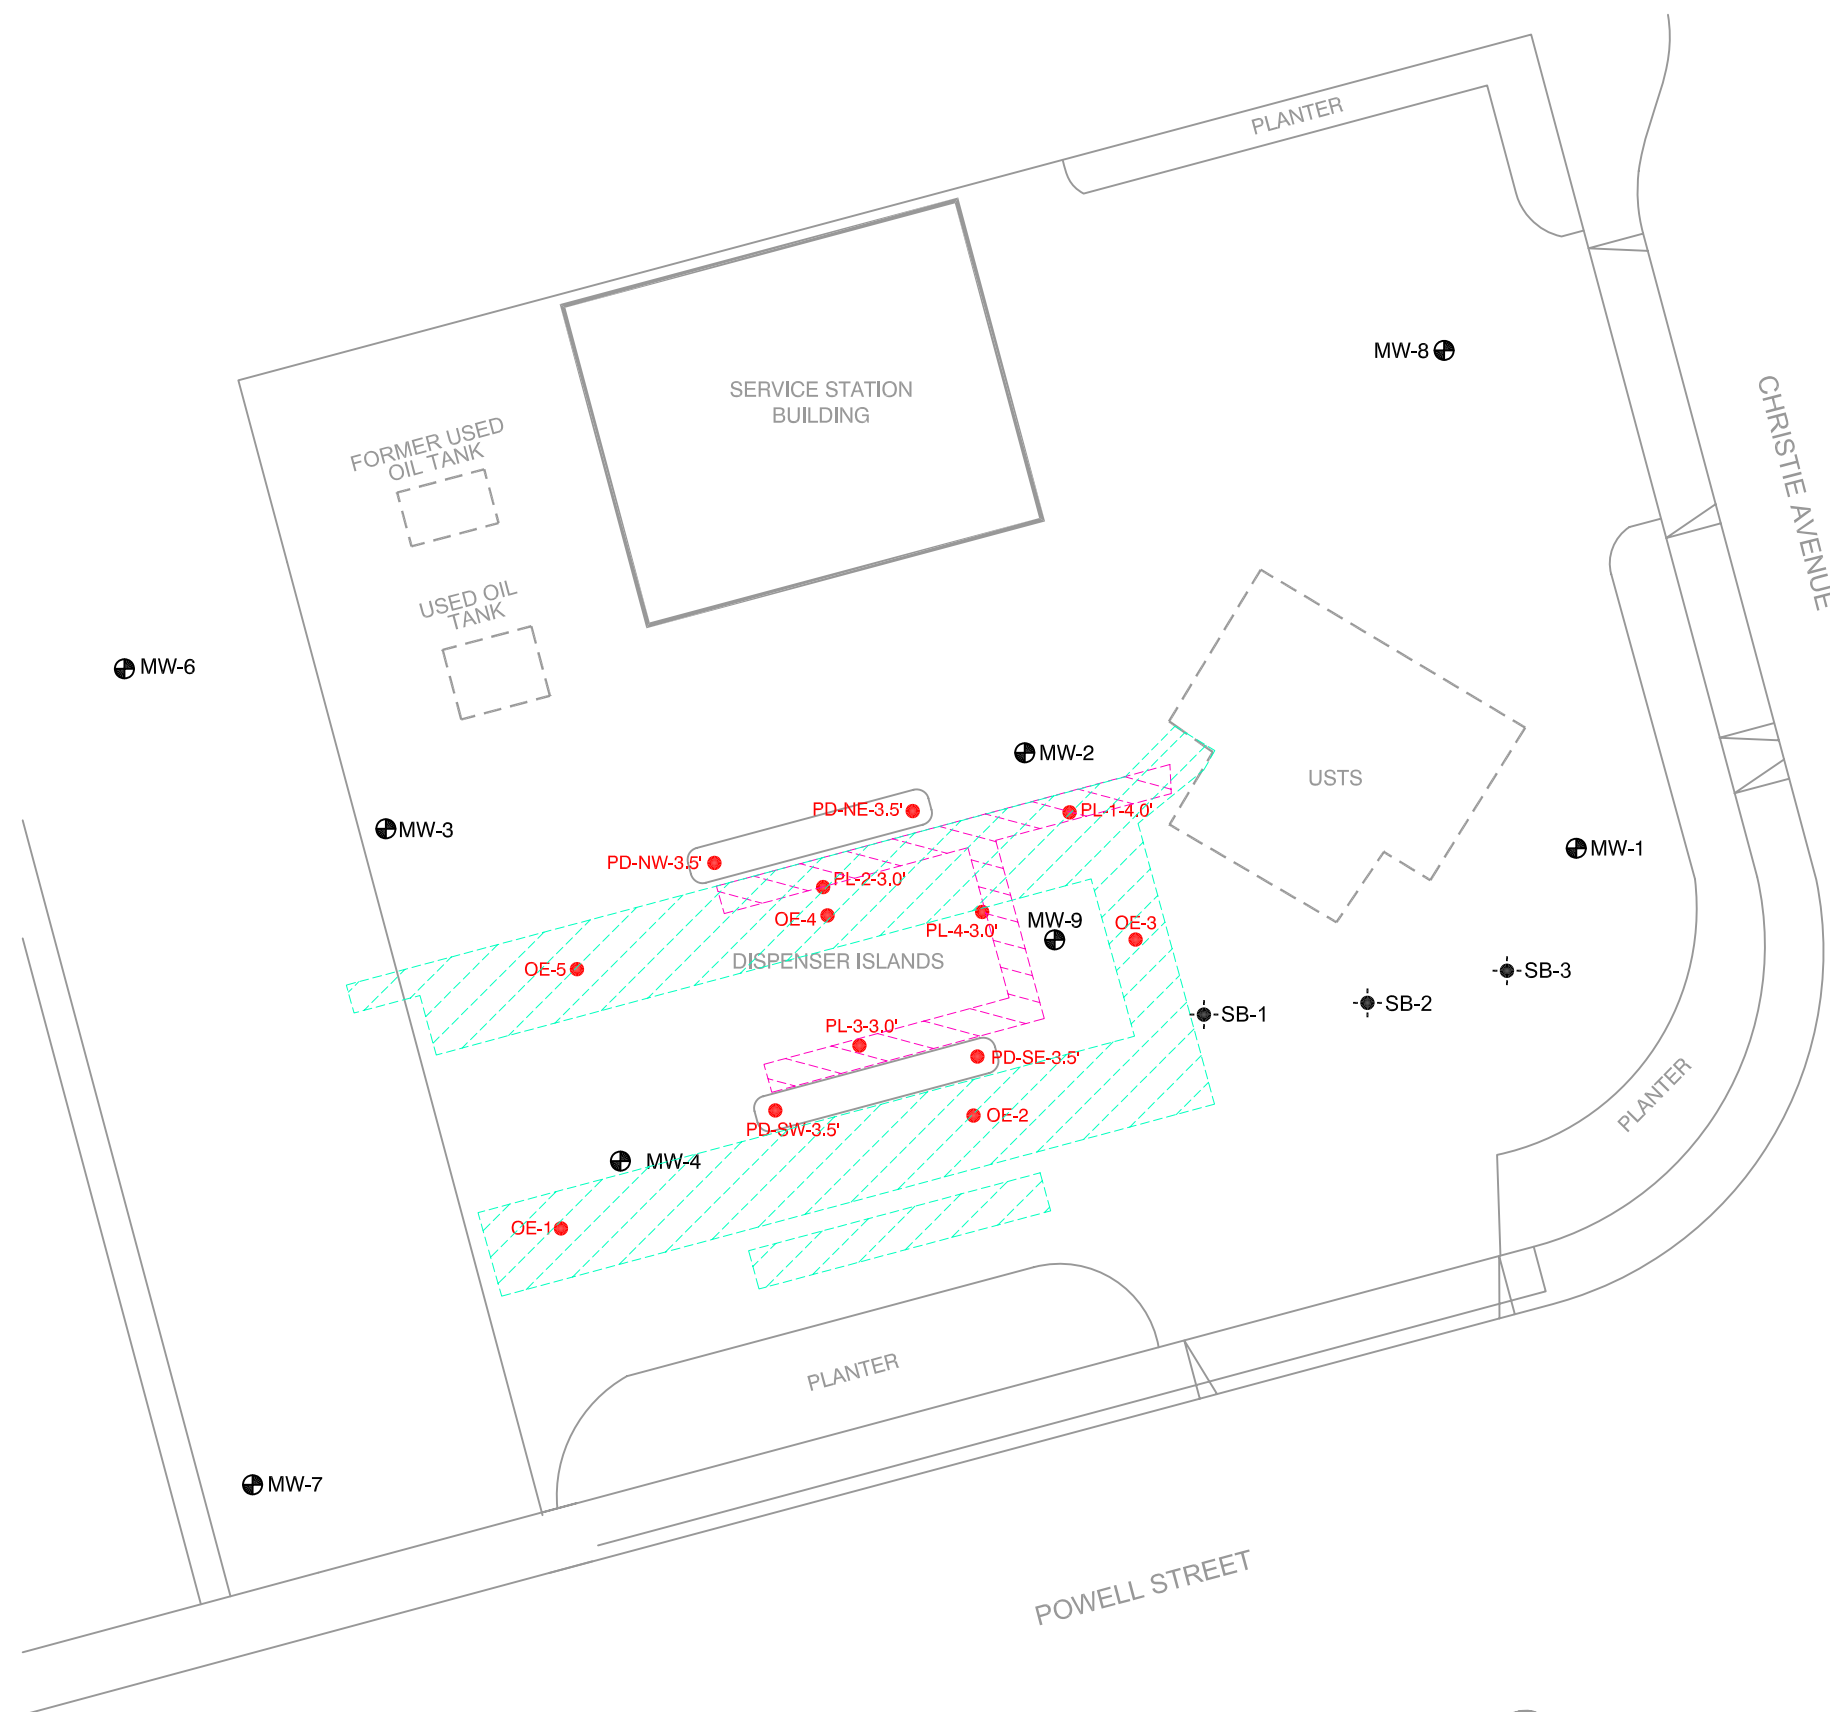 PLANTER
MW-8
SERVICE STATION
BUILDING
CHRISTIE AVENUE
FORMER USED
OIL TANK
USED OIL
TANK
MW-6
MW-2
USTS
MW-3
PD-NE-3.5'
PL-1-4.0'
MW-1
PD-NW-3.5'
PL-2-3.0'
OE-4
MW-9
OE-3
PL-4-3.0'
DISPENSER ISLANDS
OE-5
SB-3
SB-2
SB-1
PL-3-3.0'
PD-SE-3.5'
PLANTER
OE-2
PD-SW-3.5'
MW-4
OE-1
PLANTER
MW-7
POWELL STREET